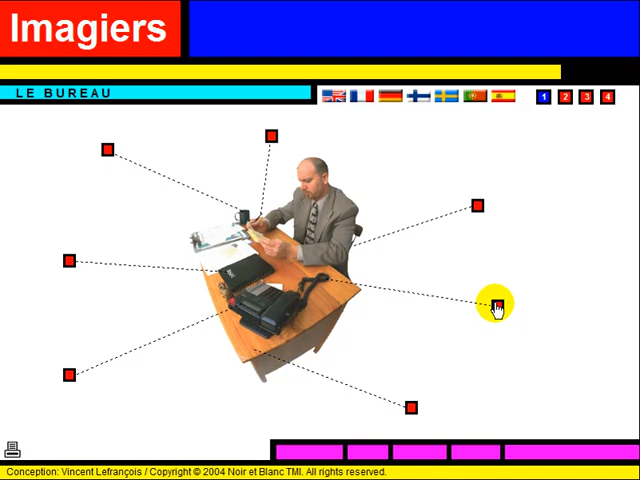 Imagiers
LE BUREAU
1 2 3 4
Conception: Vincent Lefrançois / Copyright © 2004 Noir et Blanc TMI. All rights reserved.